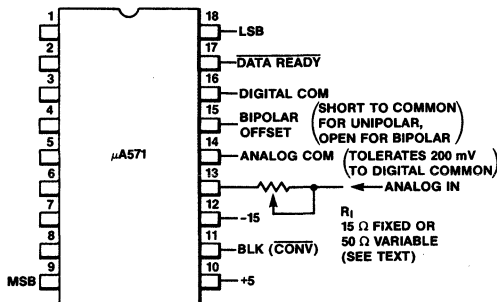 1
2
3
4
5
6
7
8
MSB 9
µA571
18 LSB
17 DATA READY
16 DIGITAL COM
15 BIPOLAR OFFSET (SHORT TO COMMON FOR UNIPOLAR, OPEN FOR BIPOLAR)
14 ANALOG COM (TOLERATES 200 mV TO DIGITAL COMMON)
13 ANALOG IN
RI
15 Ω FIXED OR
50 Ω VARIABLE
(SEE TEXT)
12 -15
11 BLK (CONV)
10 +5